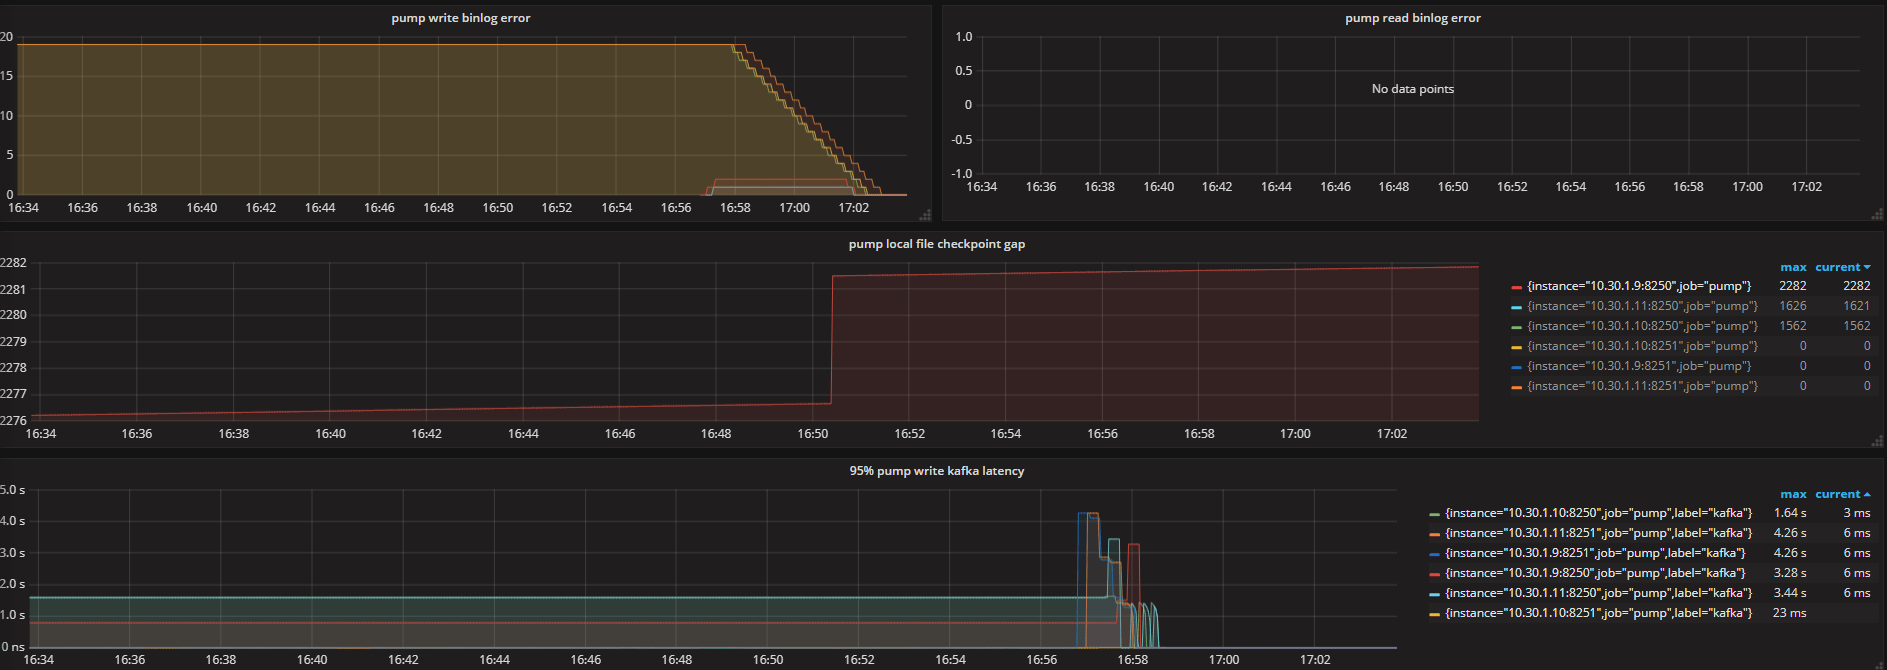 pump write binlog error
20
15
10
5
0
16:34 16:36 16:38 16:40 16:42 16:44 16:46 16:48 16:50 16:52 16:54 16:56 16:58 17:00 17:02
pump read binlog error
1.0
0.5
0
-0.5
-1.0
No data points
16:34 16:36 16:38 16:40 16:42 16:44 16:46 16:48 16:50 16:52 16:54 16:56 16:58 17:00 17:02
pump local file checkpoint gap
2282
2281
2280
2279
2278
2277
2276
16:34 16:36 16:38 16:40 16:42 16:44 16:46 16:48 16:50 16:52 16:54 16:56 16:58 17:00 17:02
max current
{instance="10.30.1.9:8250",job="pump"} 2282 2282
{instance="10.30.1.11:8250",job="pump"} 1626 1621
{instance="10.30.1.10:8250",job="pump"} 1562 1562
{instance="10.30.1.10:8251",job="pump"} 0 0
{instance="10.30.1.9:8251",job="pump"} 0 0
{instance="10.30.1.11:8251",job="pump"} 0 0
95% pump write kafka latency
5.0 s
4.0 s
3.0 s
2.0 s
1.0 s
0 ns
16:34 16:36 16:38 16:40 16:42 16:44 16:46 16:48 16:50 16:52 16:54 16:56 16:58 17:00 17:02
max current
{instance="10.30.1.10:8250",job="pump",label="kafka"} 1.64 s 3 ms
{instance="10.30.1.11:8251",job="pump",label="kafka"} 4.26 s 6 ms
{instance="10.30.1.9:8251",job="pump",label="kafka"} 4.26 s 6 ms
{instance="10.30.1.9:8250",job="pump",label="kafka"} 3.28 s 6 ms
{instance="10.30.1.11:8250",job="pump",label="kafka"} 3.44 s 6 ms
{instance="10.30.1.10:8251",job="pump",label="kafka"} 23 ms